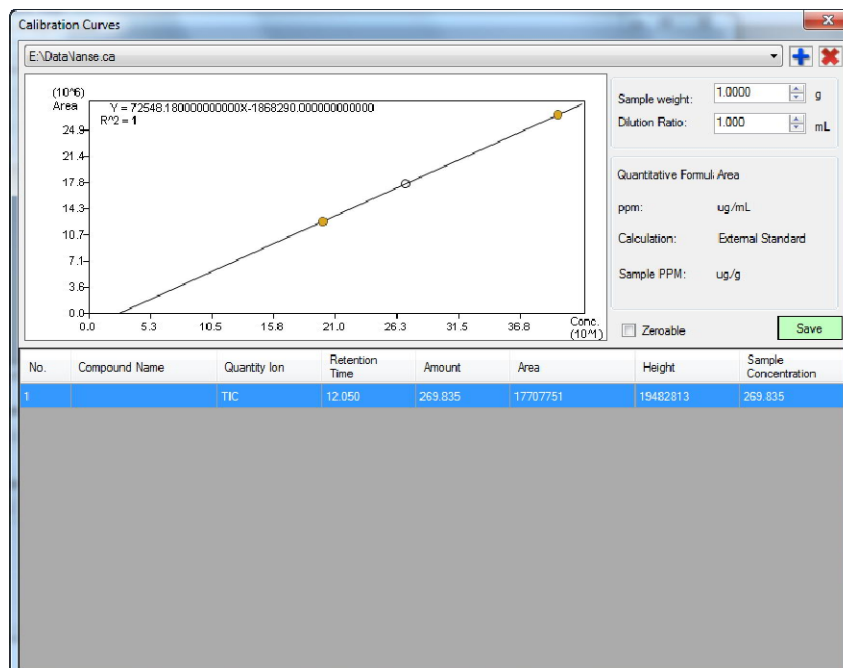 Calibration Curves
E:\Data\lanse.ca
(10^6)
Area
Y = 72548.180000000000X-1868290.000000000000
R^2 = 1
24.9
21.4
17.8
14.3
10.7
7.1
3.6
0.0
0.0 5.3 10.5 15.8 21.0 26.3 31.5 36.8
Conc.
(10^1)
Sample weight: 1.0000 g
Dilution Ratio: 1.000 mL
Quantitative Formul Area
ppm: ug/mL
Calculation: External Standard
Sample PPM: ug/g
Zeroable Save
No. Compound Name Quantity Ion Retention Time Amount Area Height Sample Concentration
1 TIC 12.050 269.835 17707751 19482813 269.835